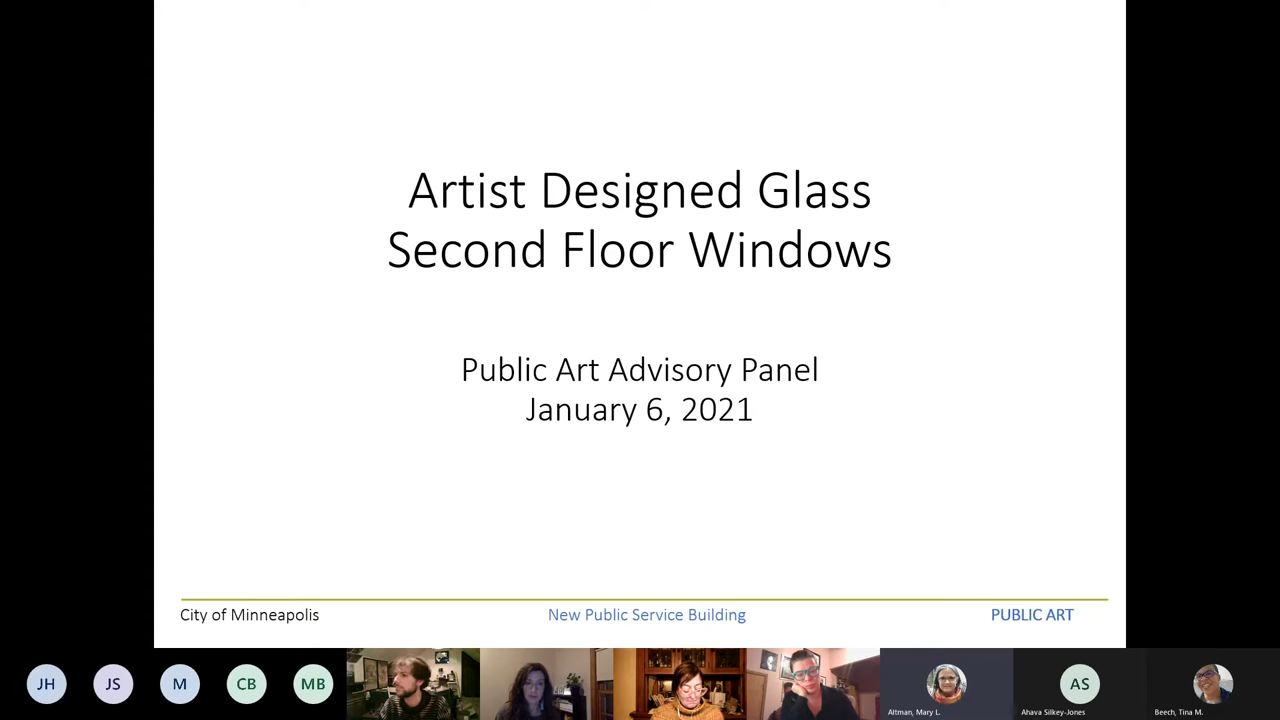 Artist Designed Glass
Second Floor Windows
Public Art Advisory Panel
January 6, 2021
City of Minneapolis
New Public Service Building
PUBLIC ART
JH
JS
M
CB
MB
AS
Altman, Mary L.
Ahava Silkey-Jones
Beech, Tina M.